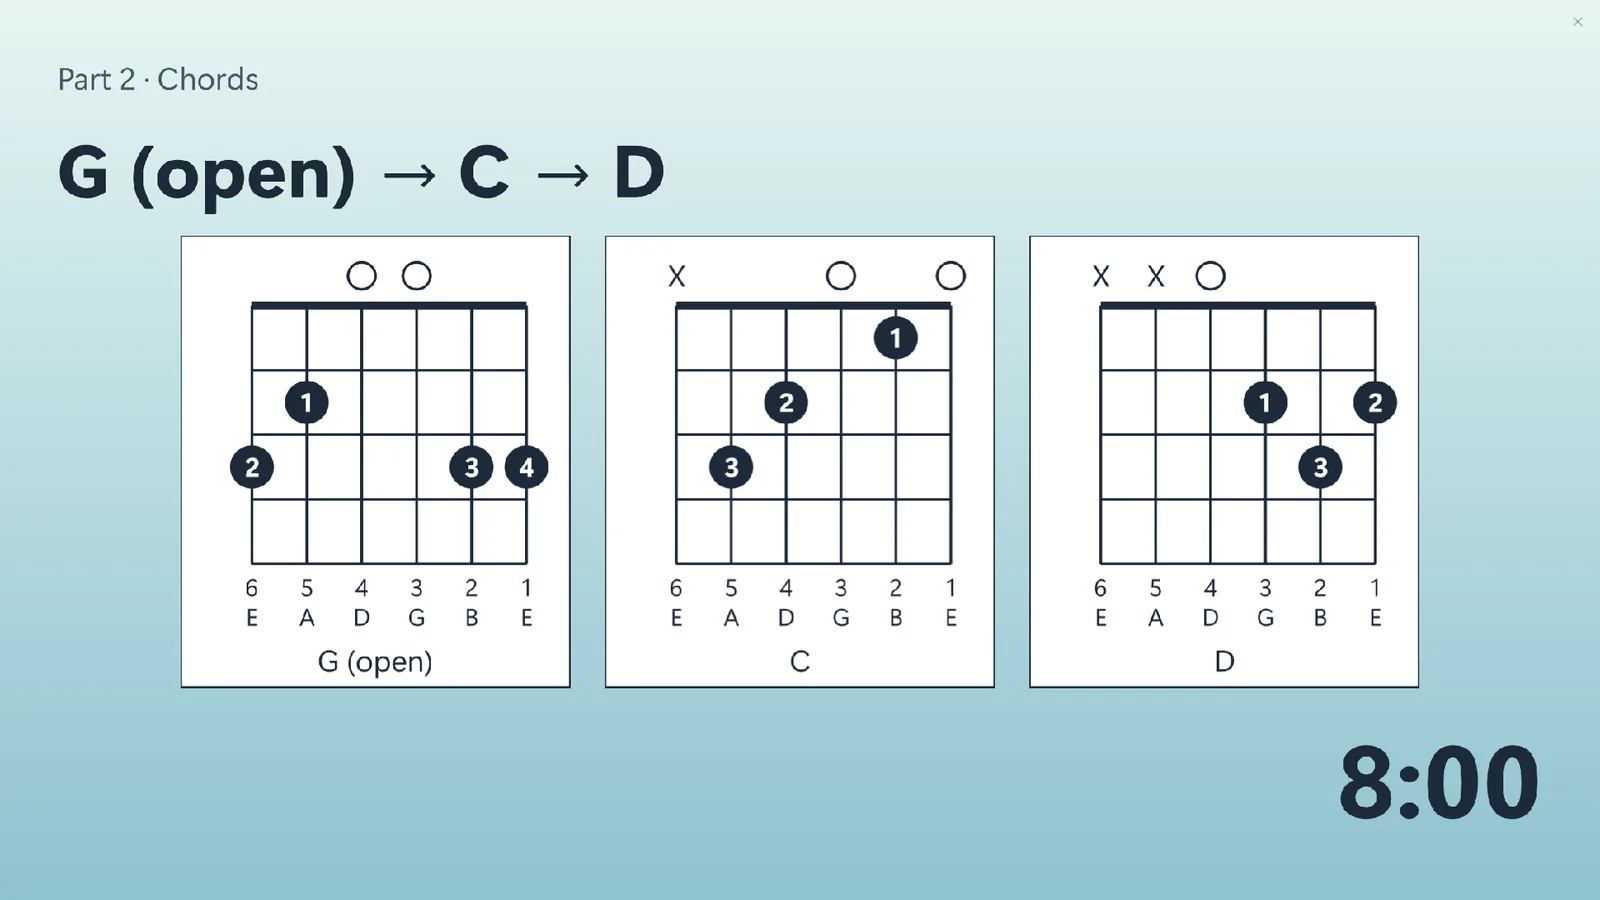 ×
Part 2 · Chords
G (open) → C → D
X
X X
1
1 2 1 2
2 3 4 3 3
6 5 4 3 2 1
E A D G B E
G (open)
6 5 4 3 2 1
E A D G B E
C
6 5 4 3 2 1
E A D G B E
D
8:00